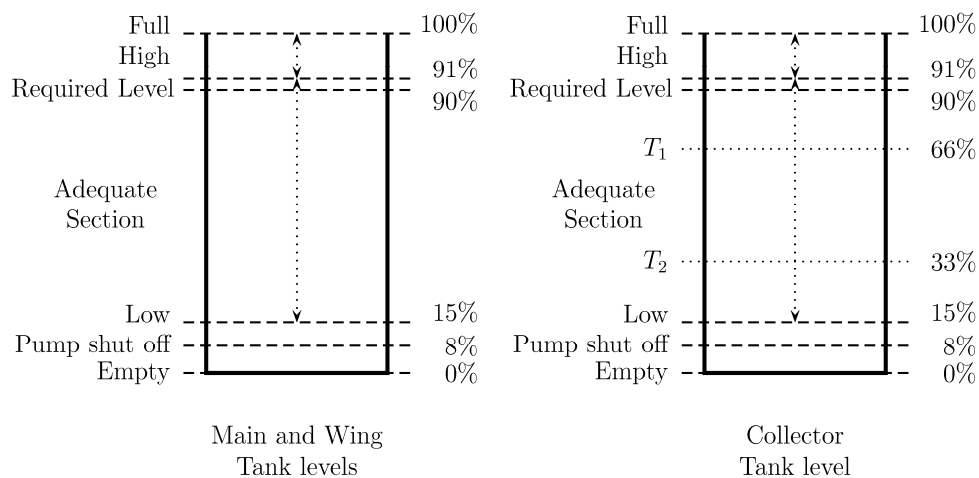 Full
100%
High
91%
Required Level
90%
Adequate
Section
Low
15%
Pump shut off
8%
Empty
0%
Main and Wing
Tank levels
Full
100%
High
91%
Required Level
90%
T1
66%
Adequate
Section
T2
33%
Low
15%
Pump shut off
8%
Empty
0%
Collector
Tank level